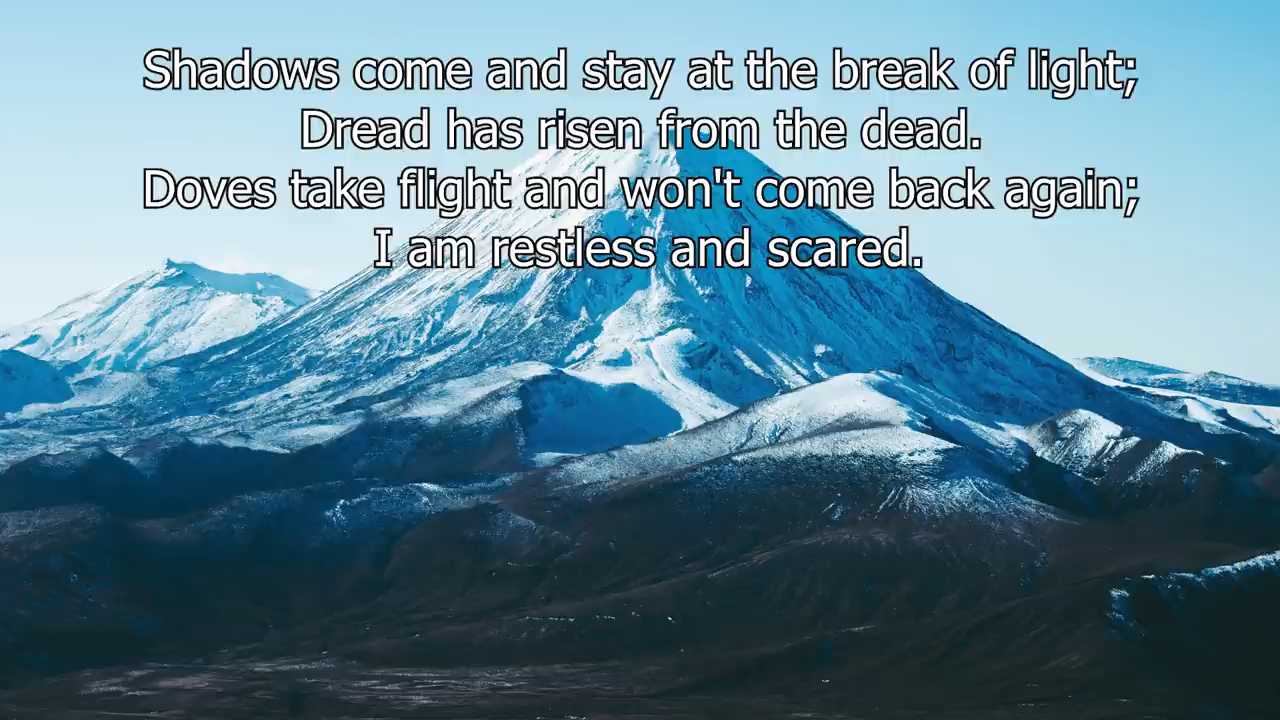 Shadows come and stay at the break of light;
Dread has risen from the dead.
Doves take flight and won't come back again;
I am restless and scared.